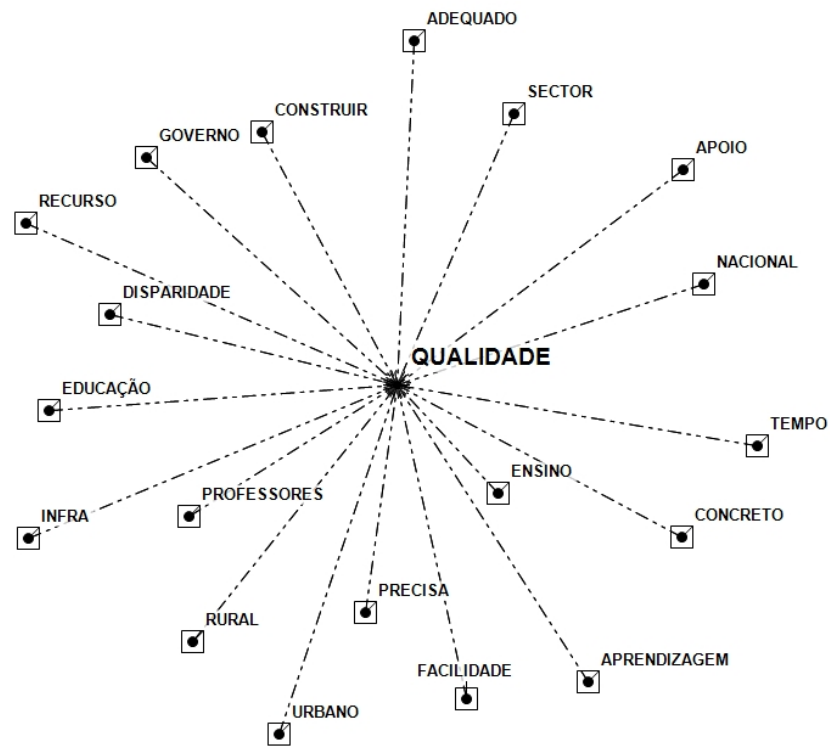 ADEQUADO
SECTOR
CONSTRUIR
GOVERNO
APOIO
RECURSO
NACIONAL
DISPARIDADE
QUALIDADE
EDUCAÇÃO
TEMPO
ENSINO
PROFESSORES
INFRA
CONCRETO
PRECISA
RURAL
APRENDIZAGEM
FACILIDADE
URBANO